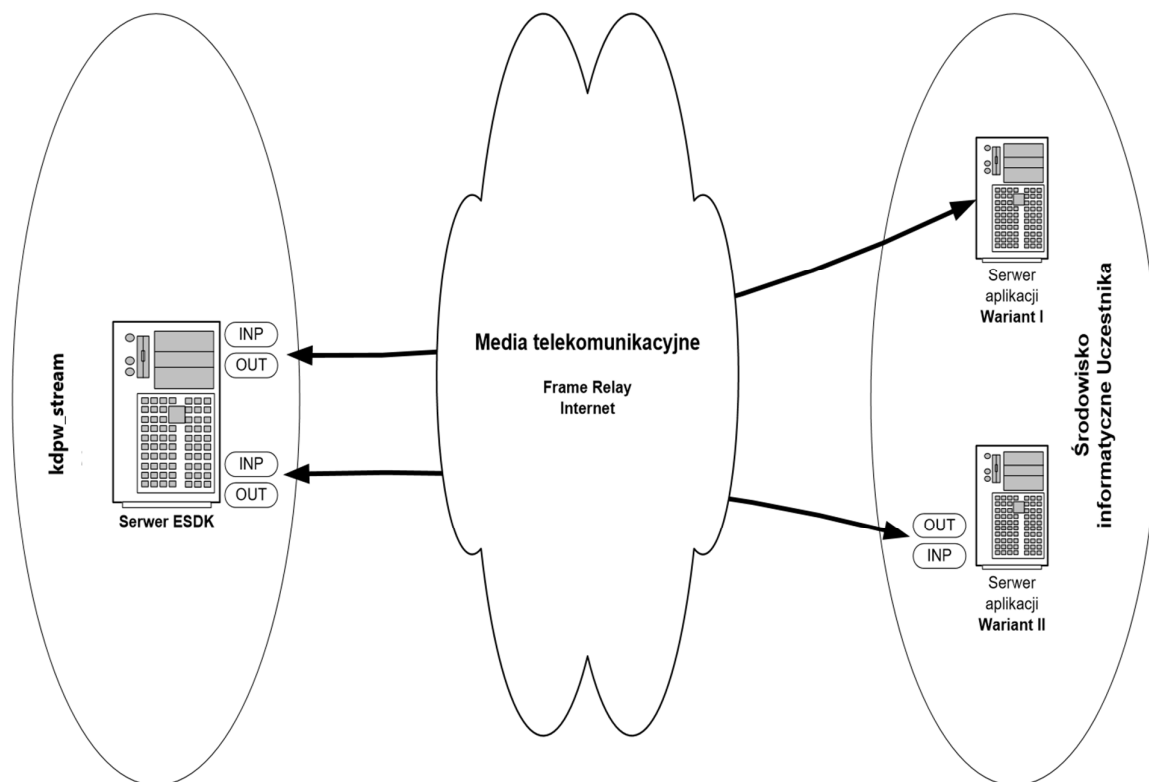 kdpw_stream
INP
OUT
INP
OUT
Serwer ESDK
Media telekomunikacyjne
Frame Relay
Internet
Serwer
aplikacji
Wariant I
OUT
INP
Serwer
aplikacji
Wariant II
Środowisko
informatyczne Uczestnika